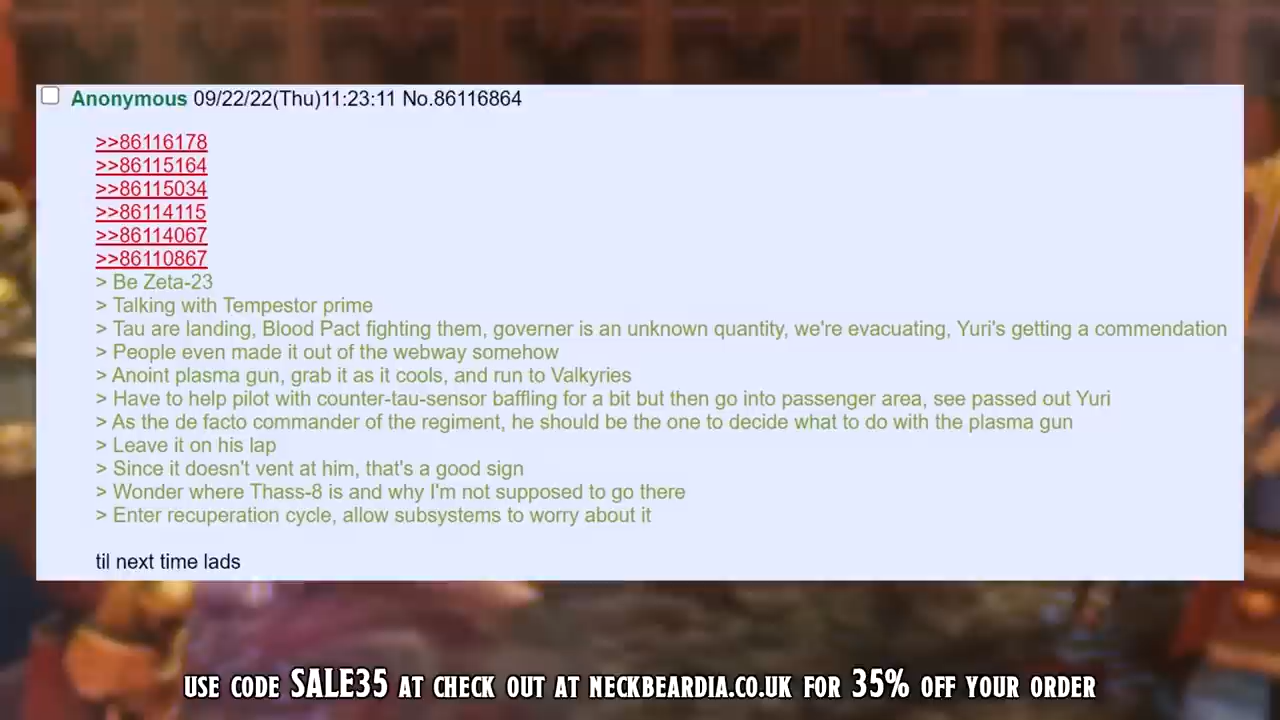 Anonymous 09/22/22(Thu)11:23:11 No.86116864
>>86116178
>>86115164
>>86115034
>>86114115
>>86114067
>>86110867
> Be Zeta-23
> Talking with Tempestor prime
> Tau are landing, Blood Pact fighting them, governer is an unknown quantity, we're evacuating, Yuri's getting a commendation
> People even made it out of the webway somehow
> Anoint plasma gun, grab it as it cools, and run to Valkyries
> Have to help pilot with counter-tau-sensor baffling for a bit but then go into passenger area, see passed out Yuri
> As the de facto commander of the regiment, he should be the one to decide what to do with the plasma gun
> Leave it on his lap
> Since it doesn't vent at him, that's a good sign
> Wonder where Thass-8 is and why I'm not supposed to go there
> Enter recuperation cycle, allow subsystems to worry about it
til next time lads
USE CODE SALE35 AT CHECK OUT AT NECKBEARDIA.CO.UK FOR 35% OFF YOUR ORDER